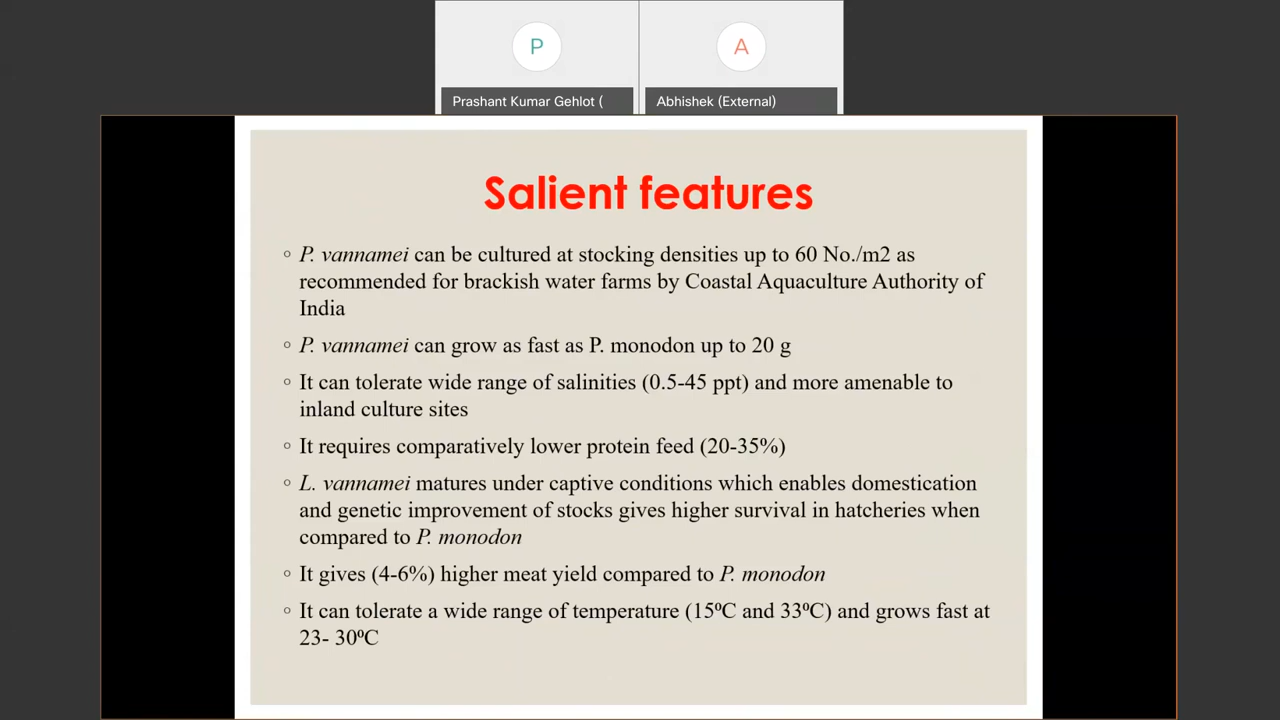 P
A
Prashant Kumar Gehlot (
Abhishek (External)
Salient features
◦ P. vannamei can be cultured at stocking densities up to 60 No./m2 as
recommended for brackish water farms by Coastal Aquaculture Authority of
India
◦ P. vannamei can grow as fast as P. monodon up to 20 g
◦ It can tolerate wide range of salinities (0.5-45 ppt) and more amenable to
inland culture sites
◦ It requires comparatively lower protein feed (20-35%)
◦ L. vannamei matures under captive conditions which enables domestication
and genetic improvement of stocks gives higher survival in hatcheries when
compared to P. monodon
◦ It gives (4-6%) higher meat yield compared to P. monodon
◦ It can tolerate a wide range of temperature (15⁰C and 33⁰C) and grows fast at
23- 30⁰C